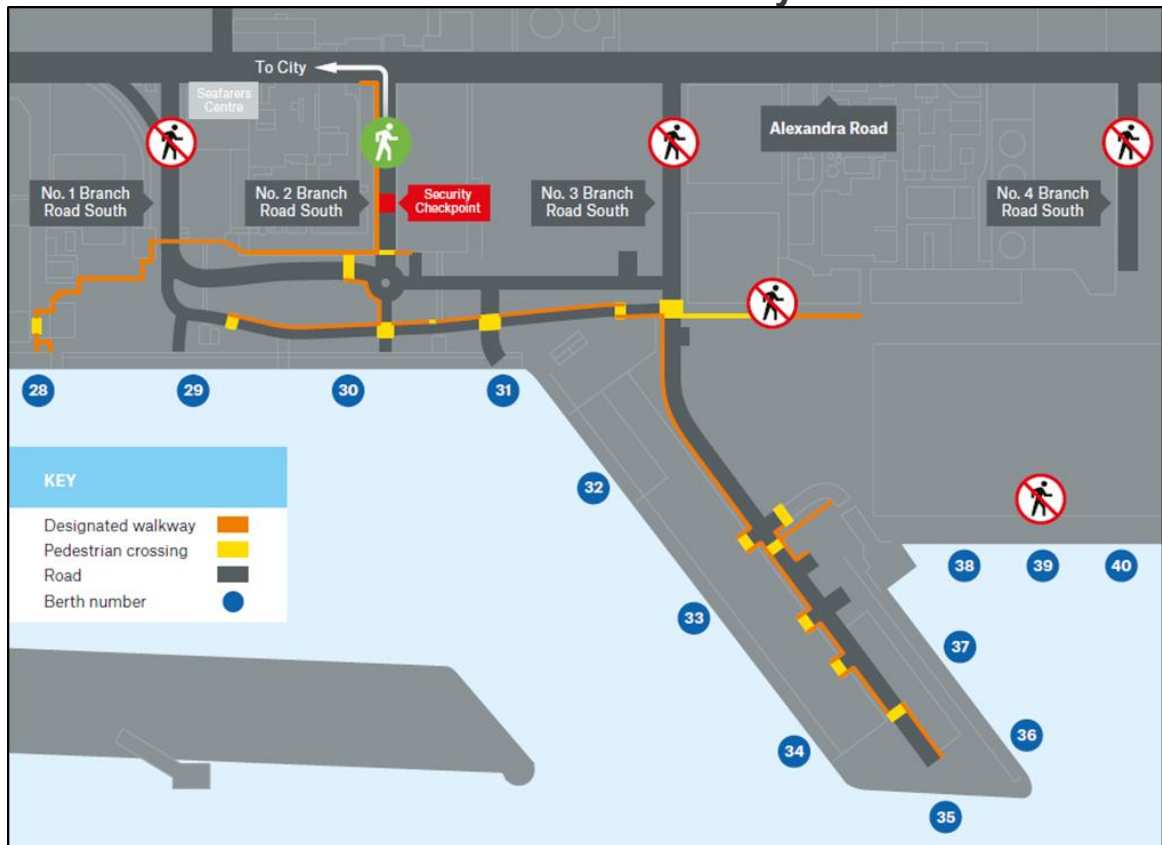 To City
Seafarers
Centre
Alexandra Road
No. 1 Branch
Road South
No. 2 Branch
Road South
Security
Checkpoint
No. 3 Branch
Road South
No. 4 Branch
Road South
28
29
30
31
KEY
Designated walkway
Pedestrian crossing
Road
Berth number
32
33
34
35
36
37
38
39
40